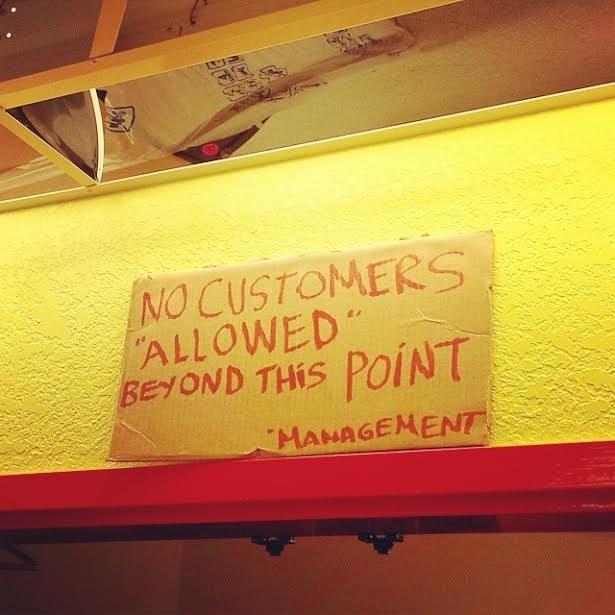 NO CUSTOMERS
"ALLOWED"
BEYOND THiS POiNT
"MANAGEMENT